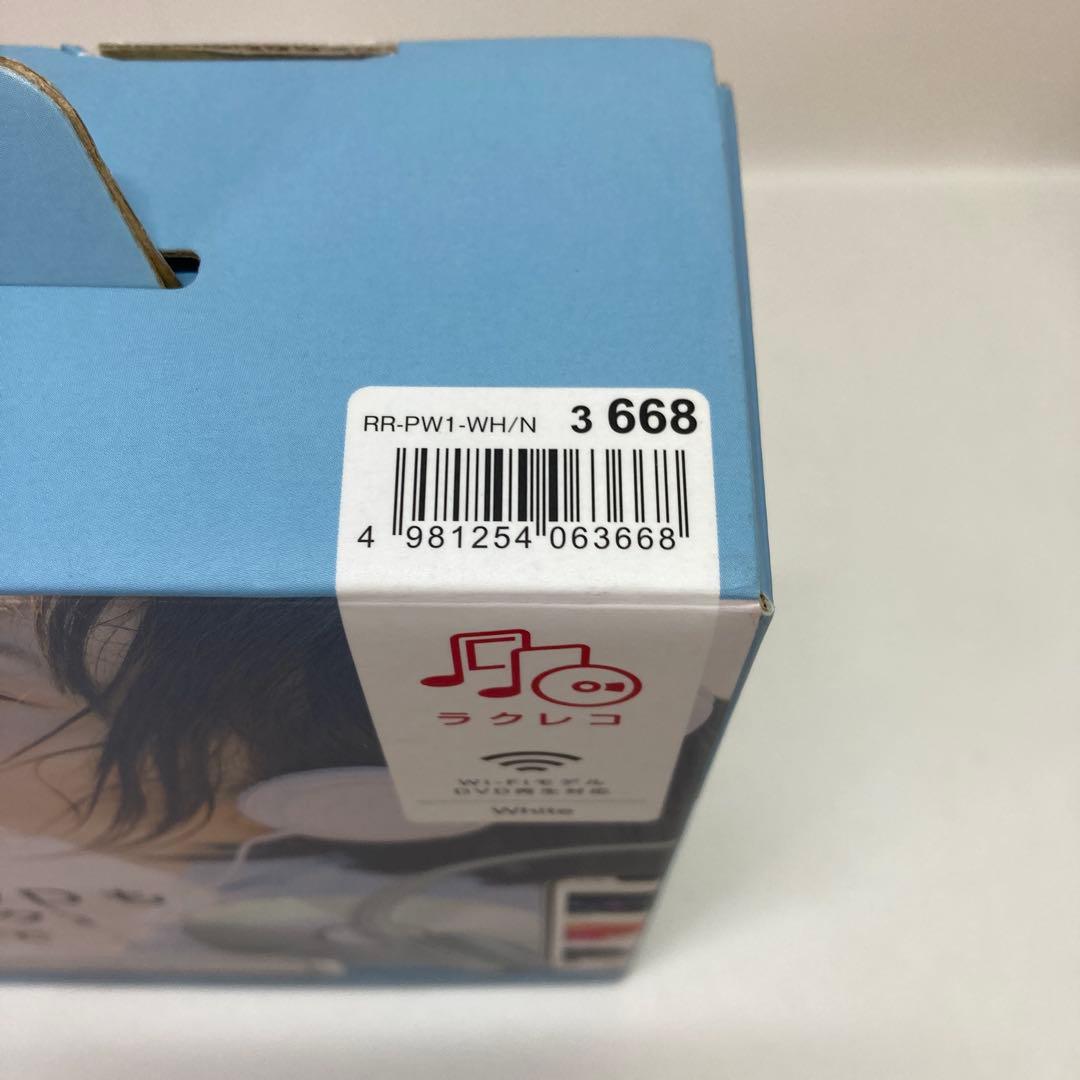 RR-PW1-WH/N 3 668
4 981254 063668
ラクレコ
Wi-Fiモデル
DVD再生対応
White